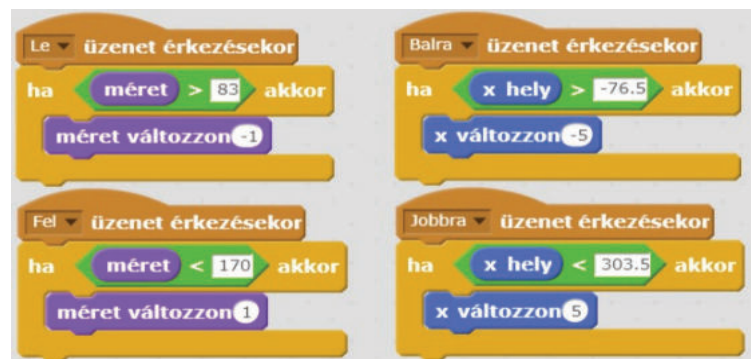 Le üzenet érkezésekor
ha méret > 83 akkor
méret változzon -1
Balra üzenet érkezésekor
ha x hely > -76.5 akkor
x változzon -5
Fel üzenet érkezésekor
ha méret < 170 akkor
méret változzon 1
Jobbra üzenet érkezésekor
ha x hely < 303.5 akkor
x változzon 5